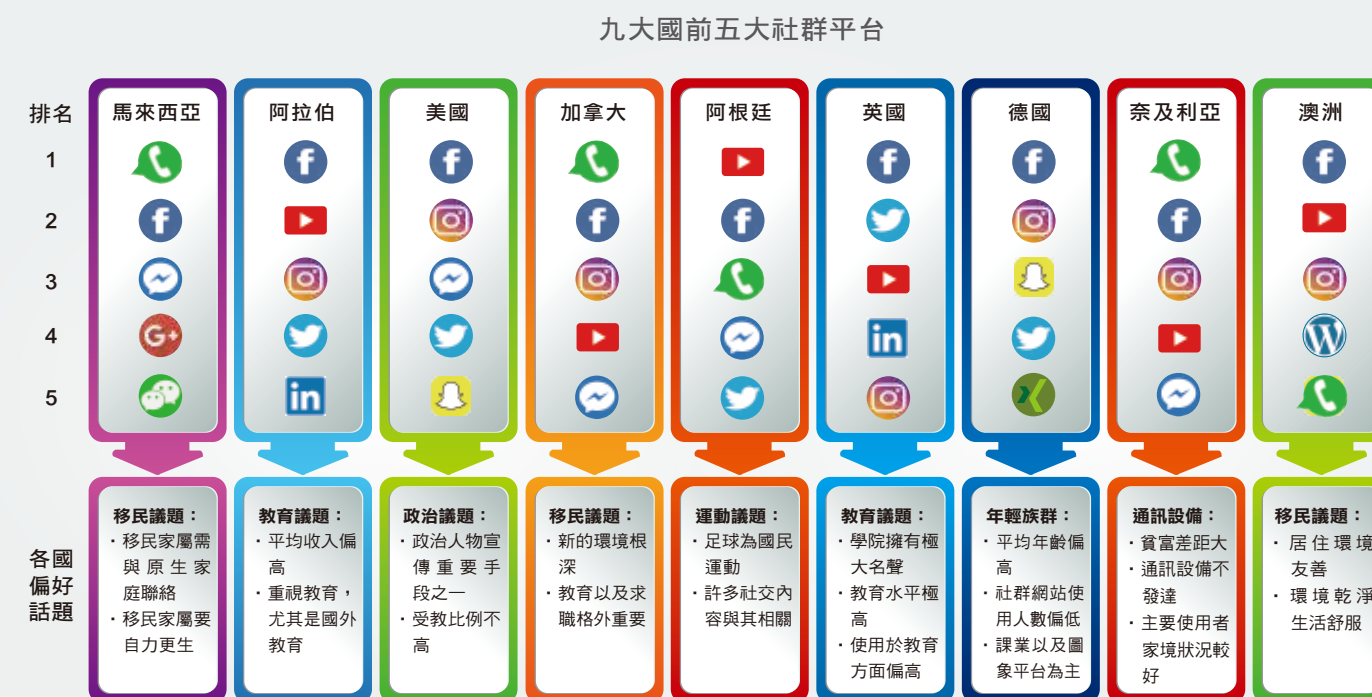 九大國前五大社群平台
排名
馬來西亞
阿拉伯
美國
加拿大
阿根廷
英國
德國
奈及利亞
澳洲
1
2
3
4
5
G+
in
in
各國
偏好
話題
移民議題：
·移民家屬需
與原生家
庭聯絡
·移民家屬要
自力更生
教育議題：
·平均收入偏
高
·重視教育，
尤其是國外
教育
政治議題：
·政治人物宣
傳重要手
段之一
·受教比例不
高
移民議題：
·新的環境根
深
·教育以及求
職格外重要
運動議題：
·足球為國民
運動
·許多社交內
容與其相關
教育議題：
·學院擁有極
大名聲
·教育水平極
高
·使用於教育
方面偏高
年輕族群：
·平均年齡偏
高
·社群網站使
用人數偏低
·課業以及圖
象平台為主
通訊設備：
·貧富差距大
·通訊設備不
發達
·主要使用者
家境狀況較
好
移民議題：
·居住環境
友善
·環境乾淨
生活舒服